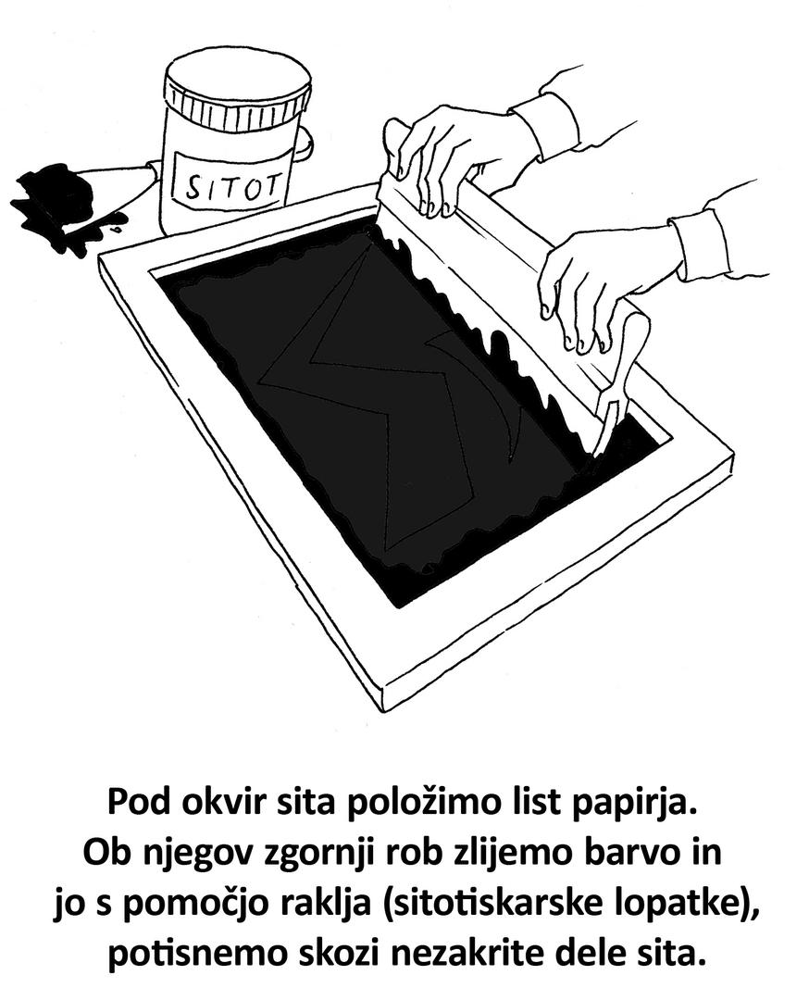 SITOT
Pod okvir sita položimo list papirja.
Ob njegov zgornji rob zlijemo barvo in
jo s pomočjo raklja (sitotiskarske lopatke),
potisnemo skozi nezakrite dele sita.